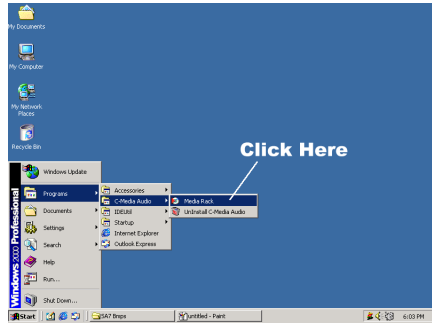 My Documents
My Computer
My Network
Places
Recycle Bin
Click Here
Windows 2000 Professional
Windows Update
Programs
Documents
Settings
Search
Help
Run...
Shut Down...
Accessories
C-Media Audio
IDEUtil
Startup
Internet Explorer
Outlook Express
Media Rack
UnInstall C-Media Audio
Start
5A7 Bmps
untitled - Paint
6:03 PM